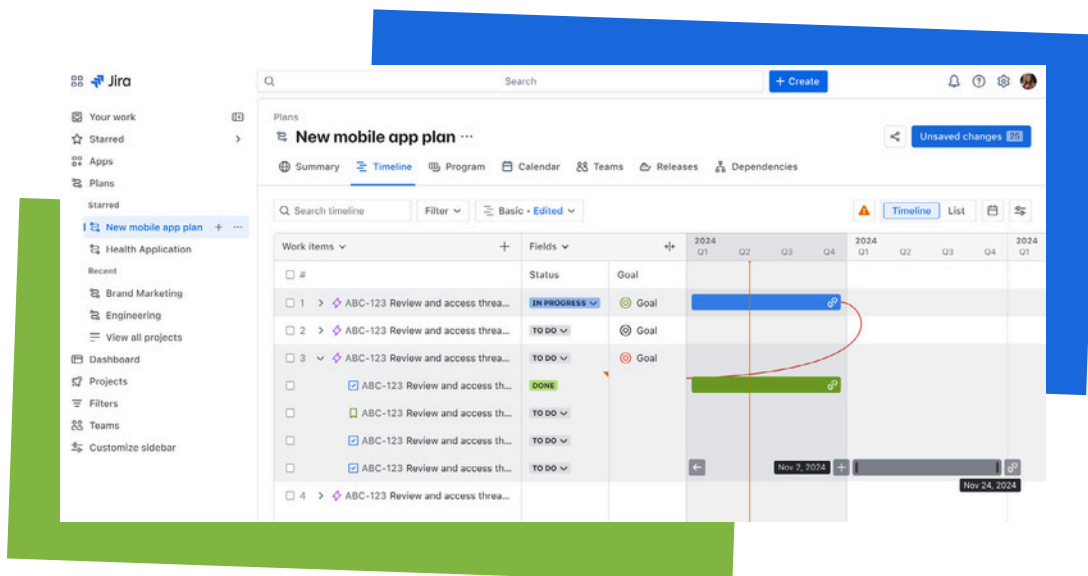 Jira
Search
+ Create
Your work
Starred
Apps
Plans
Starred
New mobile app plan
Health Application
Recent
Brand Marketing
Engineering
View all projects
Dashboard
Projects
Filters
Teams
Customize sidebar
Plans
New mobile app plan
Unsaved changes 25
Summary Timeline Program Calendar Teams Releases Dependencies
Search timeline Filter Basic • Edited Timeline List
Work items Fields
2024 2024 2024
Q1 Q2 Q3 Q4 Q1 Q2 Q3 Q4 Q1
# Status Goal
1 ABC-123 Review and access threa... IN PROGRESS Goal
2 ABC-123 Review and access threa... TO DO Goal
3 ABC-123 Review and access threa... TO DO Goal
ABC-123 Review and access th... DONE
ABC-123 Review and access th... TO DO
ABC-123 Review and access th... TO DO
ABC-123 Review and access th... TO DO Nov 2, 2024
Nov 24, 2024
4 ABC-123 Review and access threa...